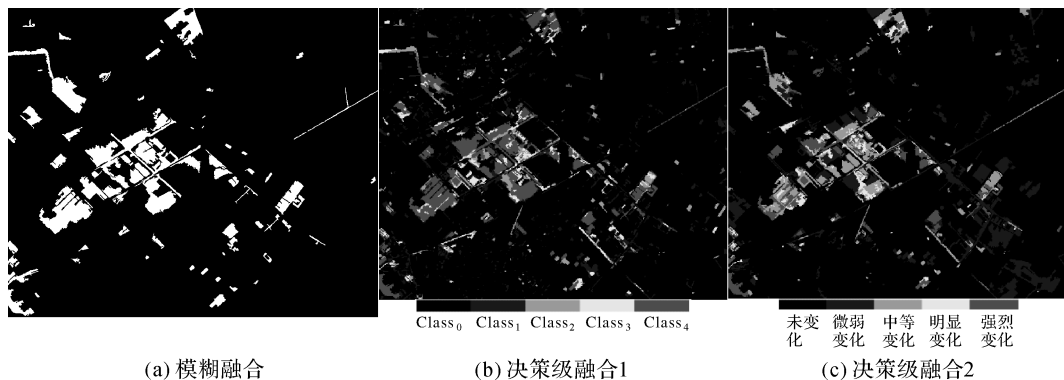 Class₀ Class₁ Class₂ Class₃ Class₄
未变化 微弱变化 中等变化 明显变化 强烈变化
(a) 模糊融合 (b) 决策级融合1 (c) 决策级融合2